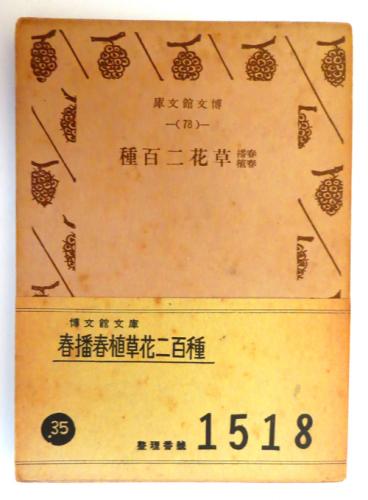 博文館文庫
—(78)—
春播春植草花二百種
博文館文庫
春播春植草花二百種
35
整理番號 1518